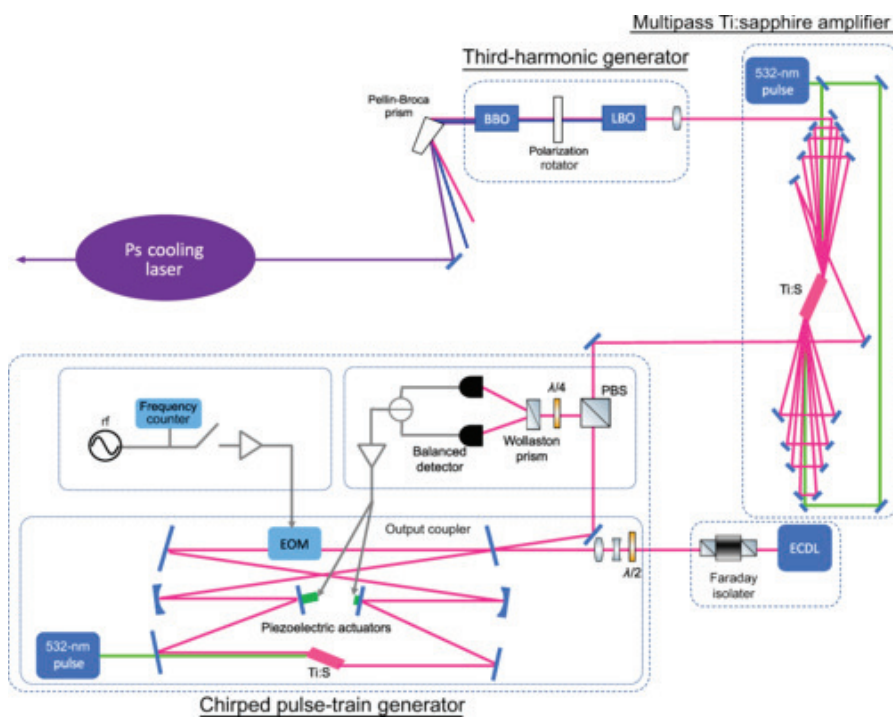 Multipass Ti:sapphire amplifier
Third-harmonic generator
532-nm
pulse
Pellin-Broca
prism
BBO
LBO
Polarization
rotator
Ps cooling
laser
Ti:S
PBS
λ/4
Frequency
counter
rf
Balanced
detector
Wollaston
prism
Output coupler
EOM
λ/2
ECDL
Faraday
isolater
Piezoelectric actuators
532-nm
pulse
Ti:S
Chirped pulse-train generator